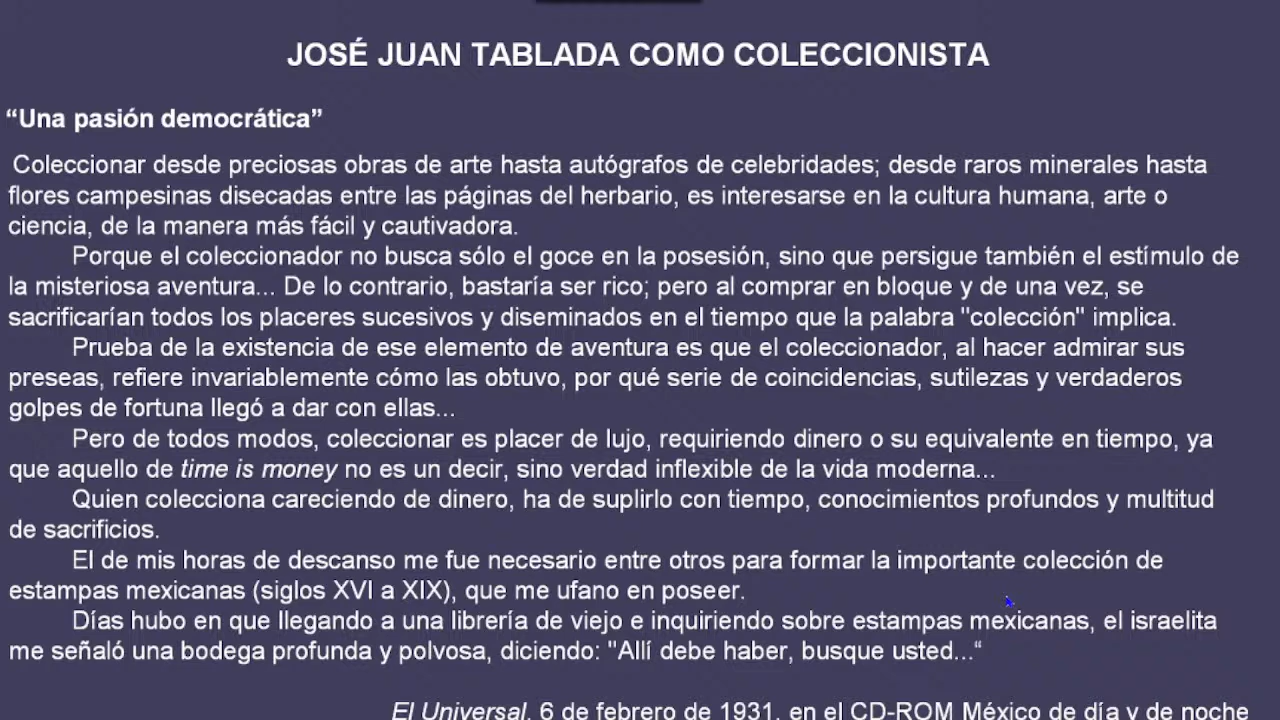 JOSÉ JUAN TABLADA COMO COLECCIONISTA
“Una pasión democrática”
Coleccionar desde preciosas obras de arte hasta autógrafos de celebridades; desde raros minerales hasta
flores campesinas disecadas entre las páginas del herbario, es interesarse en la cultura humana, arte o
ciencia, de la manera más fácil y cautivadora.
Porque el coleccionador no busca sólo el goce en la posesión, sino que persigue también el estímulo de
la misteriosa aventura... De lo contrario, bastaría ser rico; pero al comprar en bloque y de una vez, se
sacrificarían todos los placeres sucesivos y diseminados en el tiempo que la palabra "colección" implica.
Prueba de la existencia de ese elemento de aventura es que el coleccionador, al hacer admirar sus
preseas, refiere invariablemente cómo las obtuvo, por qué serie de coincidencias, sutilezas y verdaderos
golpes de fortuna llegó a dar con ellas...
Pero de todos modos, coleccionar es placer de lujo, requiriendo dinero o su equivalente en tiempo, ya
que aquello de time is money no es un decir, sino verdad inflexible de la vida moderna...
Quien colecciona careciendo de dinero, ha de suplirlo con tiempo, conocimientos profundos y multitud
de sacrificios.
El de mis horas de descanso me fue necesario entre otros para formar la importante colección de
estampas mexicanas (siglos XVI a XIX), que me ufano en poseer.
Días hubo en que llegando a una librería de viejo e inquiriendo sobre estampas mexicanas, el israelita
me señaló una bodega profunda y polvosa, diciendo: "Allí debe haber, busque usted...“
El Universal, 6 de febrero de 1931, en el CD-ROM México de día y de noche